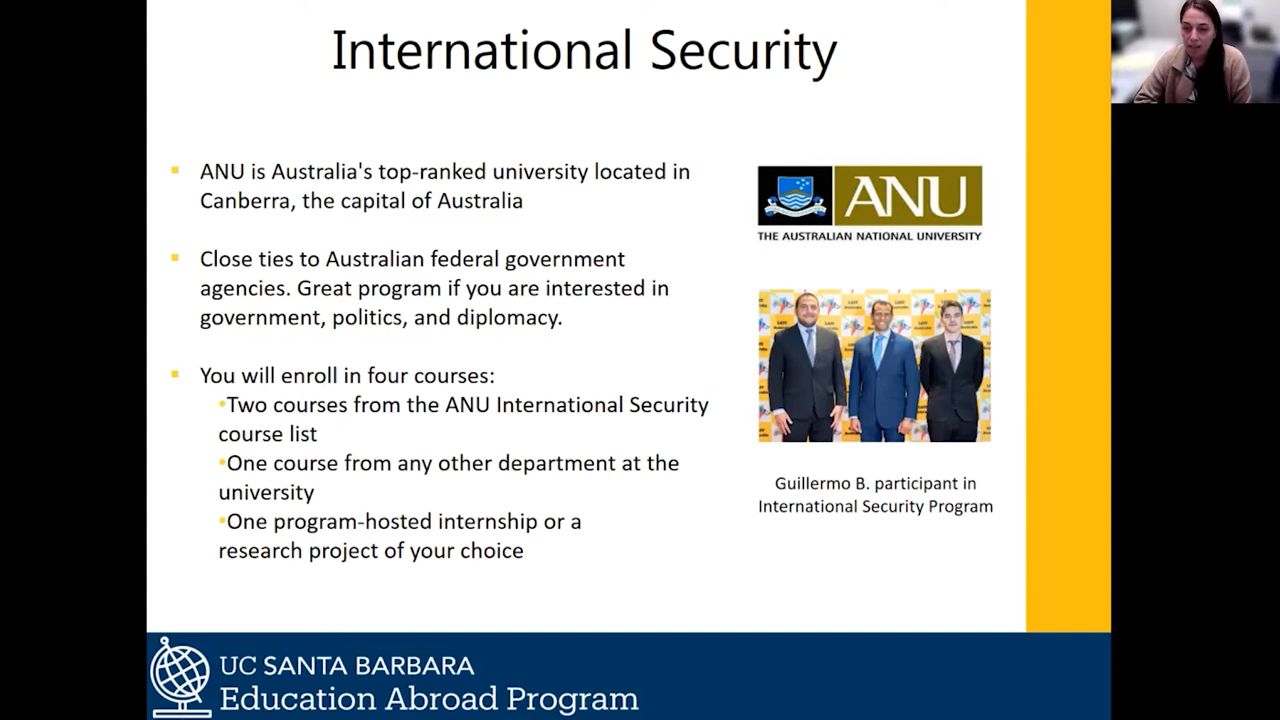 International Security
ANU is Australia's top-ranked university located in
Canberra, the capital of Australia
Close ties to Australian federal government
agencies. Great program if you are interested in
government, politics, and diplomacy.
You will enroll in four courses:
•Two courses from the ANU International Security
course list
•One course from any other department at the
university
•One program-hosted internship or a
research project of your choice
ANU
THE AUSTRALIAN NATIONAL UNIVERSITY
Guillermo B. participant in
International Security Program
UC SANTA BARBARA
Education Abroad Program